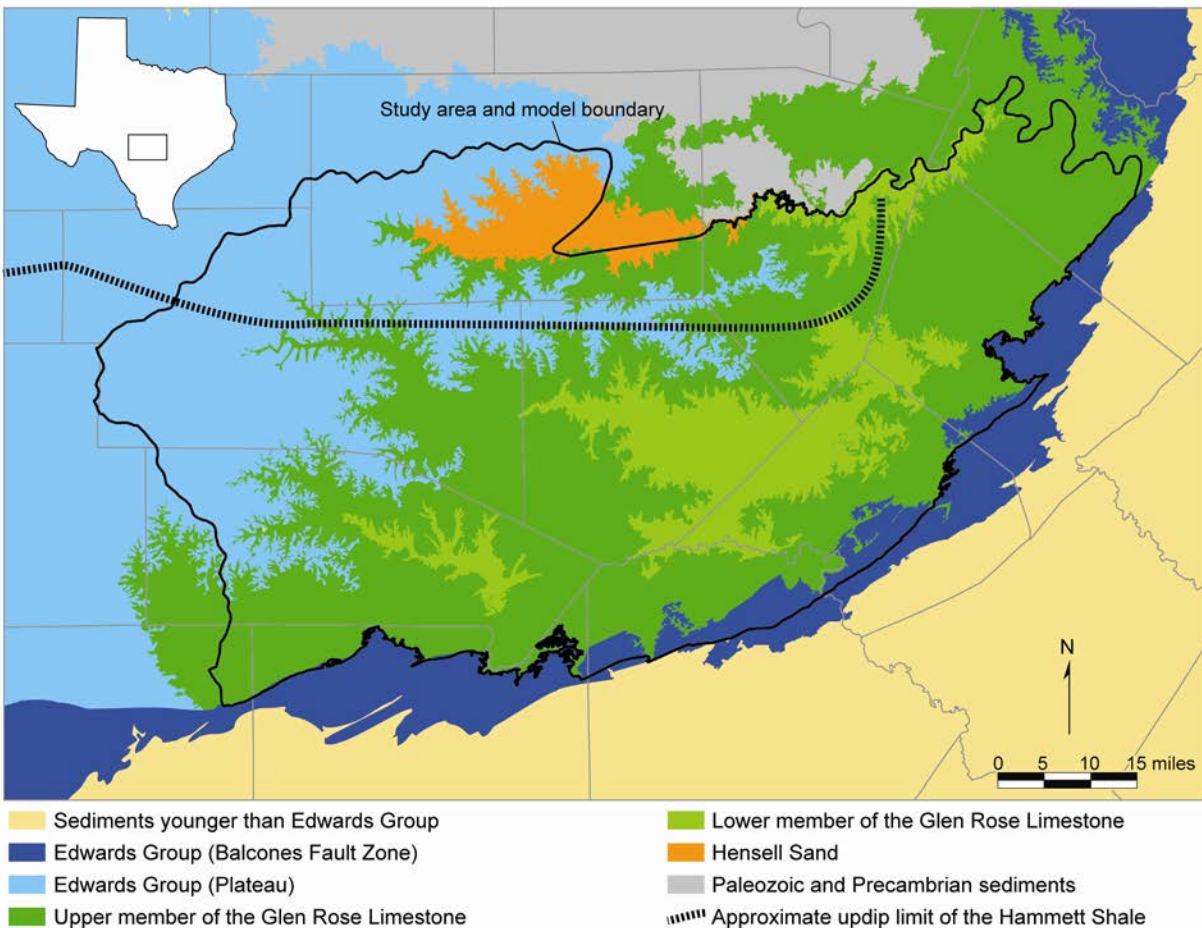 Study area and model boundary
N
0 5 10 15 miles
Sediments younger than Edwards Group
Edwards Group (Balcones Fault Zone)
Edwards Group (Plateau)
Upper member of the Glen Rose Limestone
Lower member of the Glen Rose Limestone
Hensell Sand
Paleozoic and Precambrian sediments
Approximate updip limit of the Hammett Shale